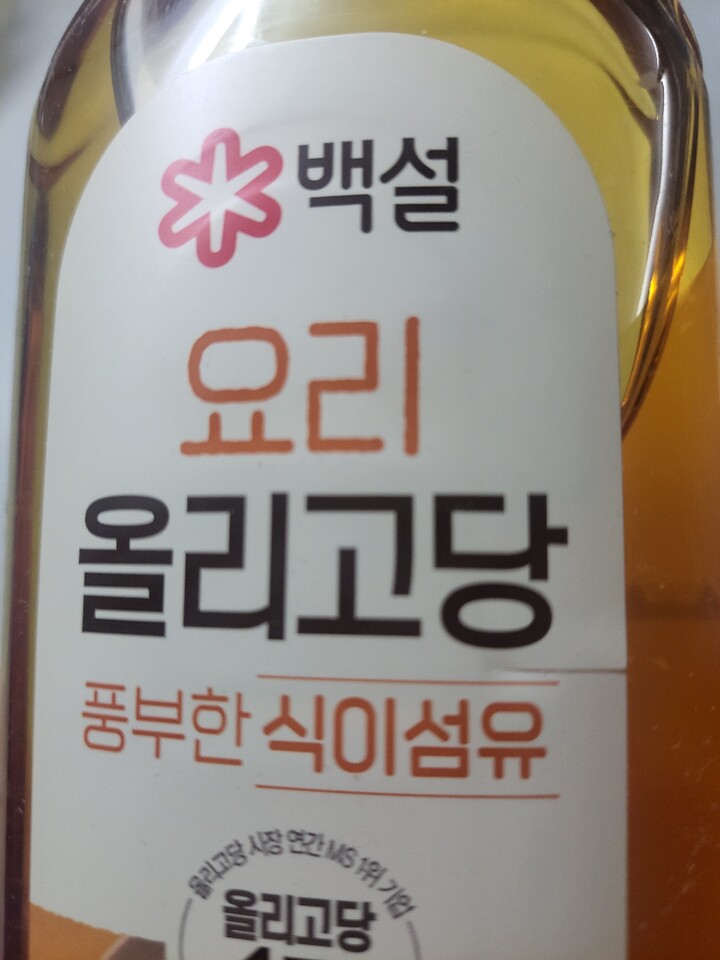 백설
요리
올리고당
풍부한 식이섬유
올리고당 시장 연간 MS 1위 기업
올리고당